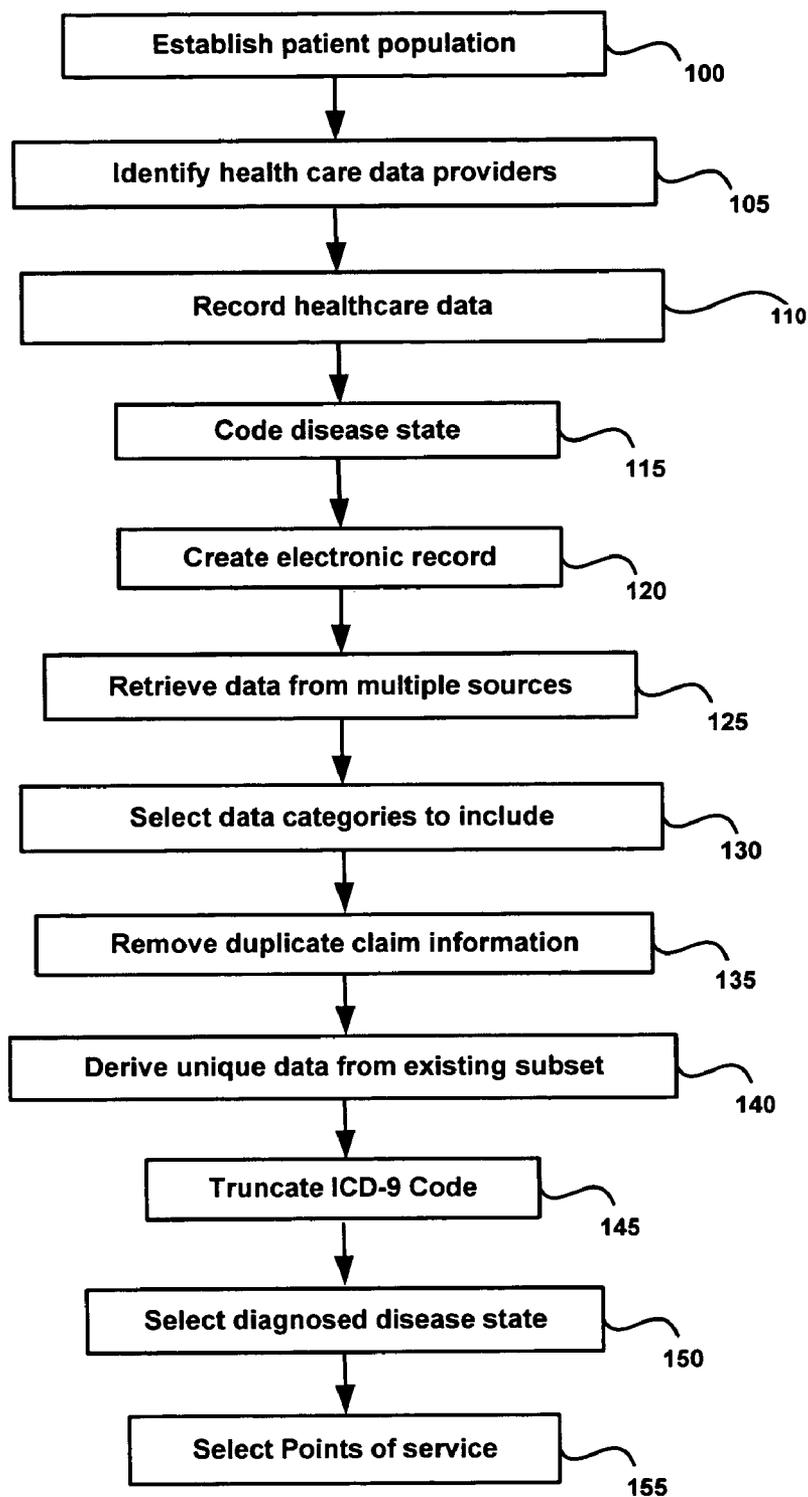 Establish patient population
100
Identify health care data providers
105
Record healthcare data
110
Code disease state
115
Create electronic record
120
Retrieve data from multiple sources
125
Select data categories to include
130
Remove duplicate claim information
135
Derive unique data from existing subset
140
Truncate ICD-9 Code
145
Select diagnosed disease state
150
Select Points of service
155